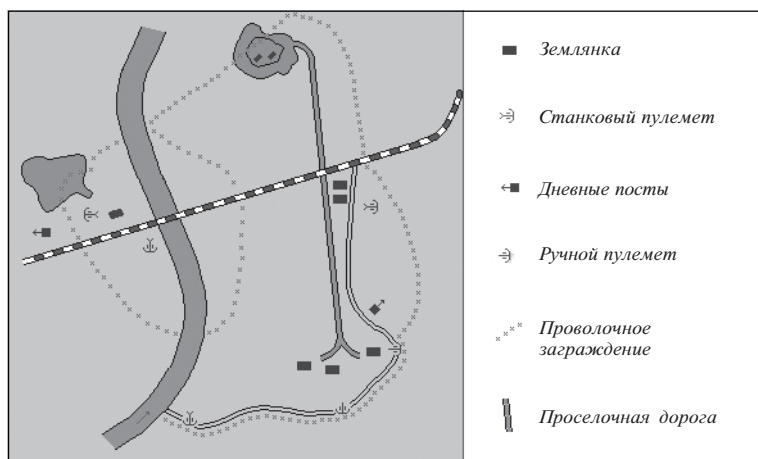 Землянка
Станковый пулемет
Дневные посты
Ручной пулемет
Проволочное
заграждение
Проселочная дорога